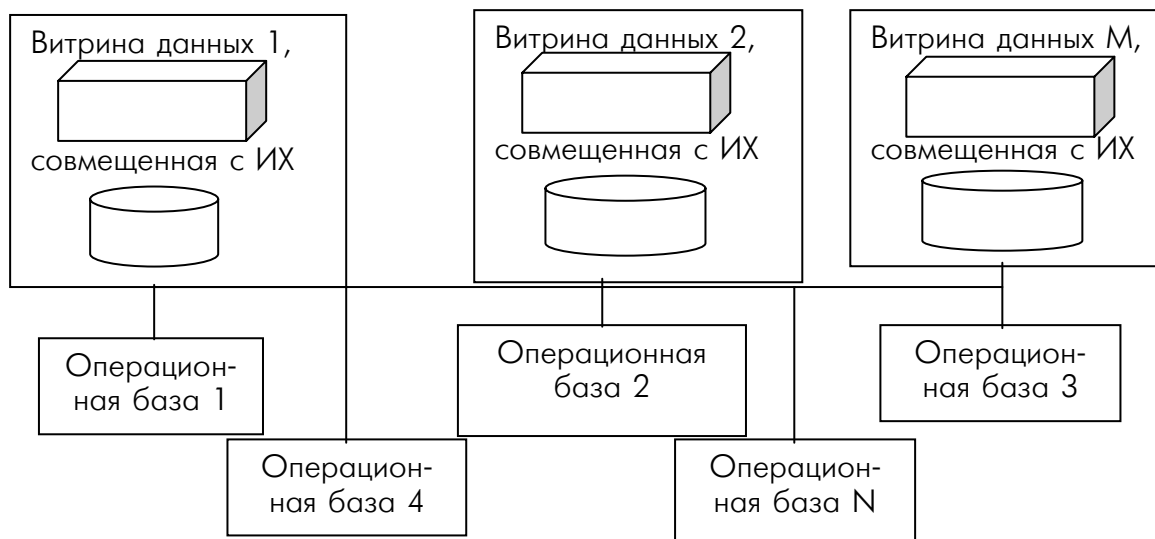 Витрина данных 1,
совмещенная с ИХ
Витрина данных 2,
совмещенная с ИХ
Витрина данных М,
совмещенная с ИХ
Операцион-
ная база 1
Операционная
база 2
Операцион-
ная база 3
Операцион-
ная база 4
Операцион-
ная база N